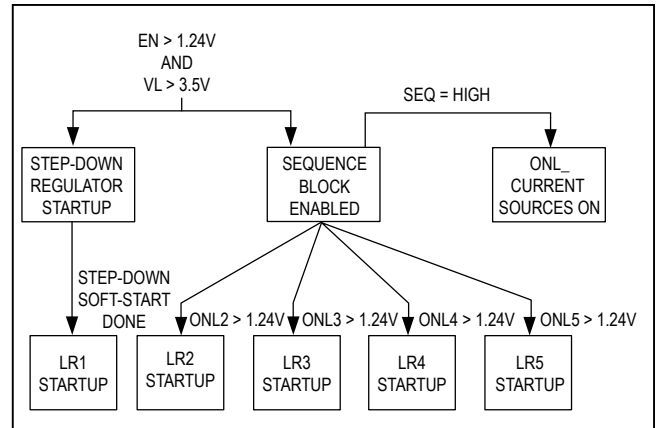 EN > 1.24V
AND
VL > 3.5V
SEQ = HIGH
STEP-DOWN
REGULATOR
STARTUP
SEQUENCE
BLOCK
ENABLED
ONL_
CURRENT
SOURCES ON
STEP-DOWN
SOFT-START
DONE
ONL2 > 1.24V
ONL3 > 1.24V
ONL4 > 1.24V
ONL5 > 1.24V
LR1
STARTUP
LR2
STARTUP
LR3
STARTUP
LR4
STARTUP
LR5
STARTUP